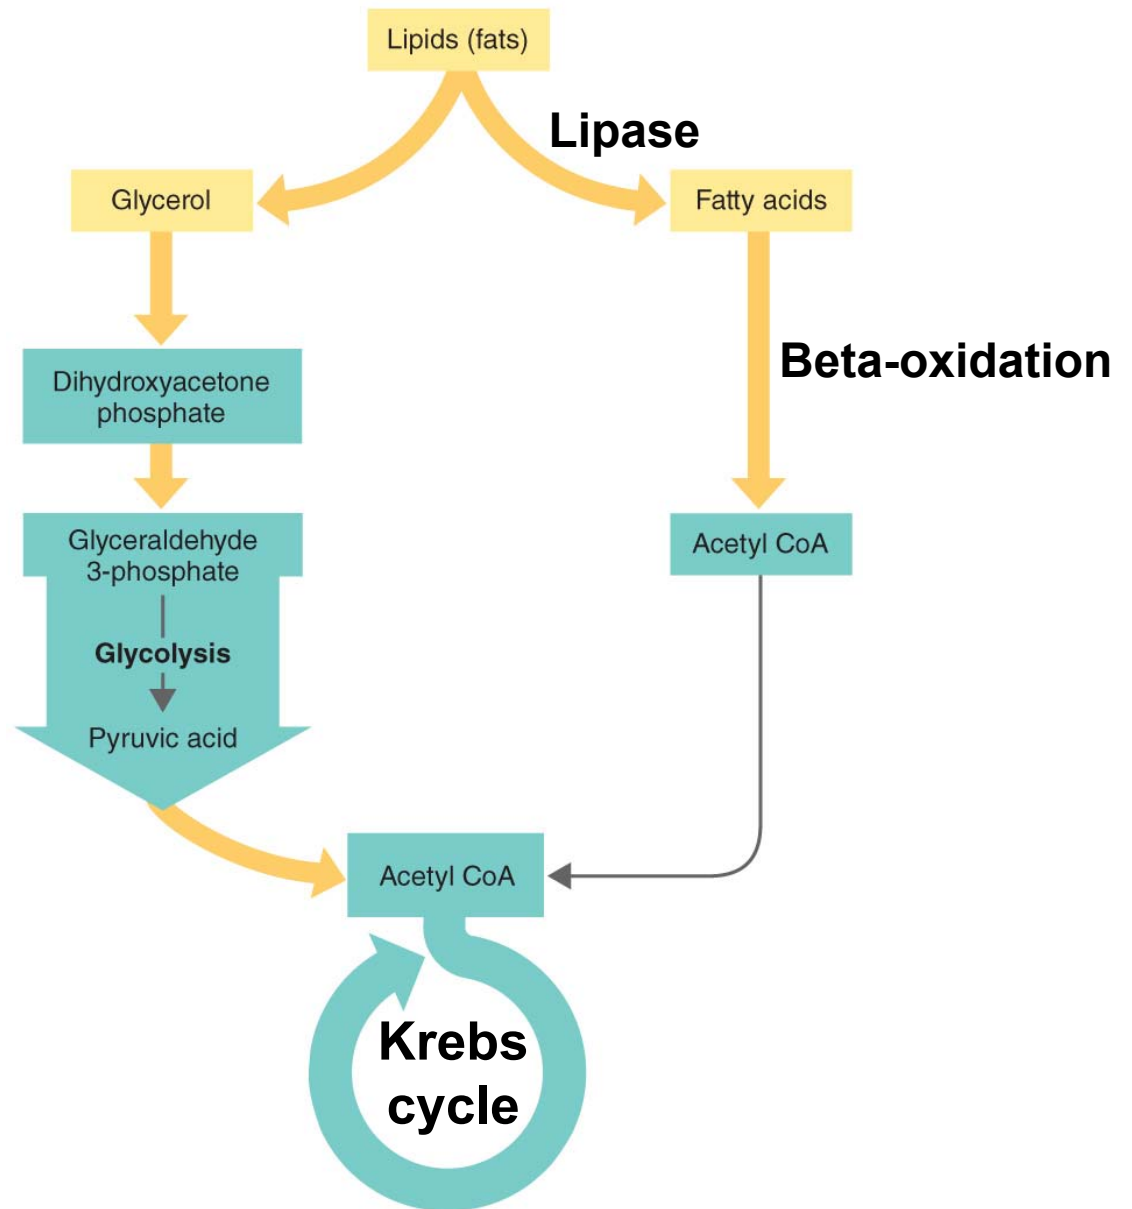 Lipids (fats)
Lipase
Glycerol
Fatty acids
Beta-oxidation
Dihydroxyacetone
phosphate
Glyceraldehyde
3-phosphate
Glycolysis
Pyruvic acid
Acetyl CoA
Acetyl CoA
Krebs
cycle